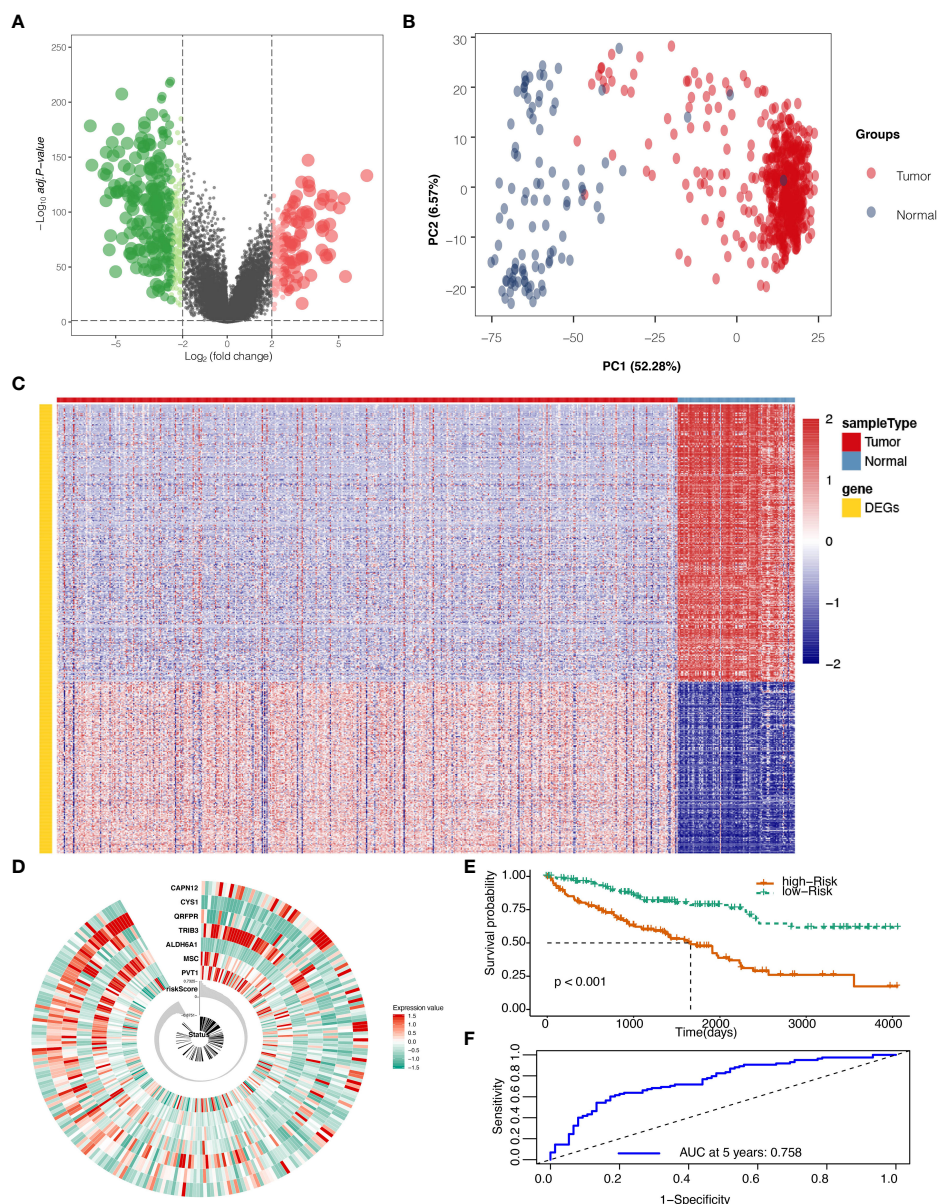 A
250
200
150
100
50
0
−Log₁₀ adj.P−value
−5
−2
0
2
5
Log₂ (fold change)
B
30
20
10
0
−10
−20
PC2 (6.57%)
−75
−50
−25
0
25
PC1 (52.28%)
Groups
Tumor
Normal
C
2
1
0
−1
−2
sampleType
Tumor
Normal
gene
DEGs
D
CAPN12
CYS1
QRFPR
TRIB3
ALDH6A1
MSC
PVT1
riskScore
0
Status
Expression value
1.5
1.0
0.5
0.0
−0.5
−1.0
−1.5
E
1.00
0.75
0.50
0.25
0.00
Survival probability
high−Risk
low−Risk
p < 0.001
0
1000
2000
3000
4000
Time(days)
F
1.0
0.8
0.6
0.4
0.2
0.0
Sensitivity
AUC at 5 years: 0.758
0.0
0.2
0.4
0.6
0.8
1.0
1−Specificity